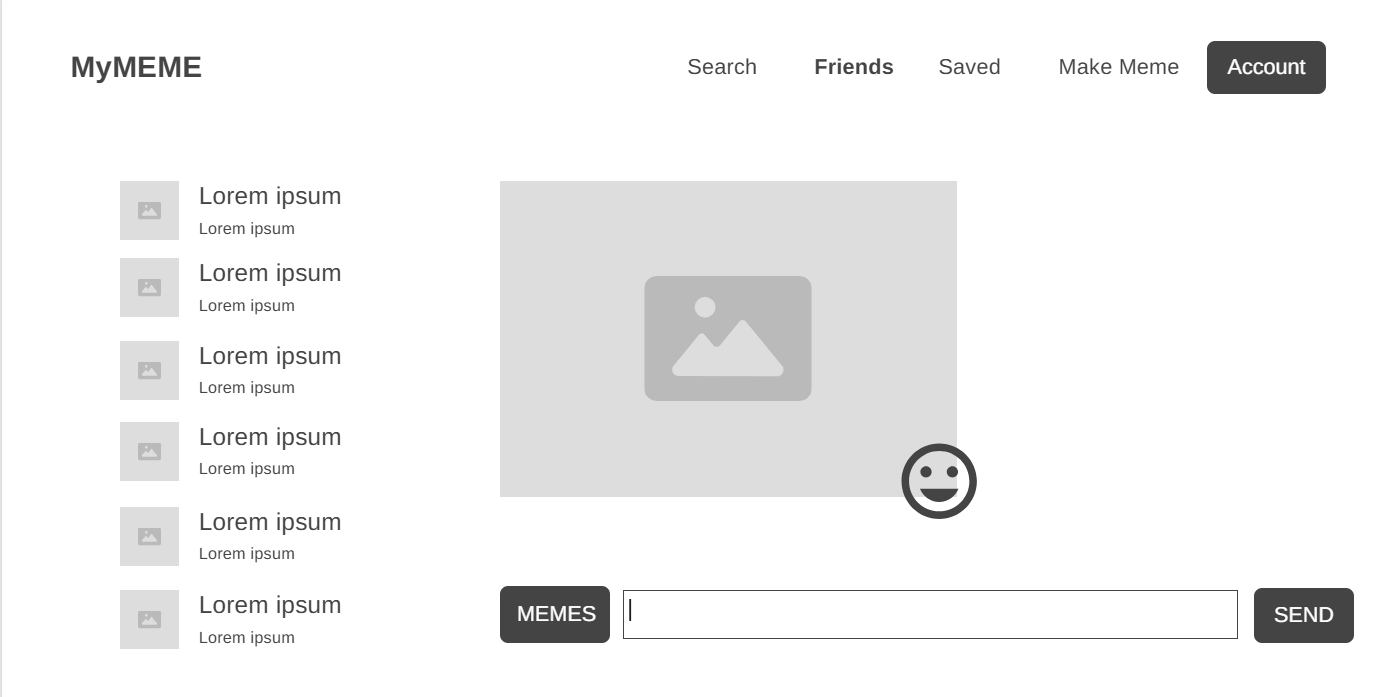 MyMEME
Search
Friends
Saved
Make Meme
Account
Lorem ipsum
Lorem ipsum
Lorem ipsum
Lorem ipsum
Lorem ipsum
Lorem ipsum
Lorem ipsum
Lorem ipsum
Lorem ipsum
Lorem ipsum
Lorem ipsum
Lorem ipsum
MEMES
SEND